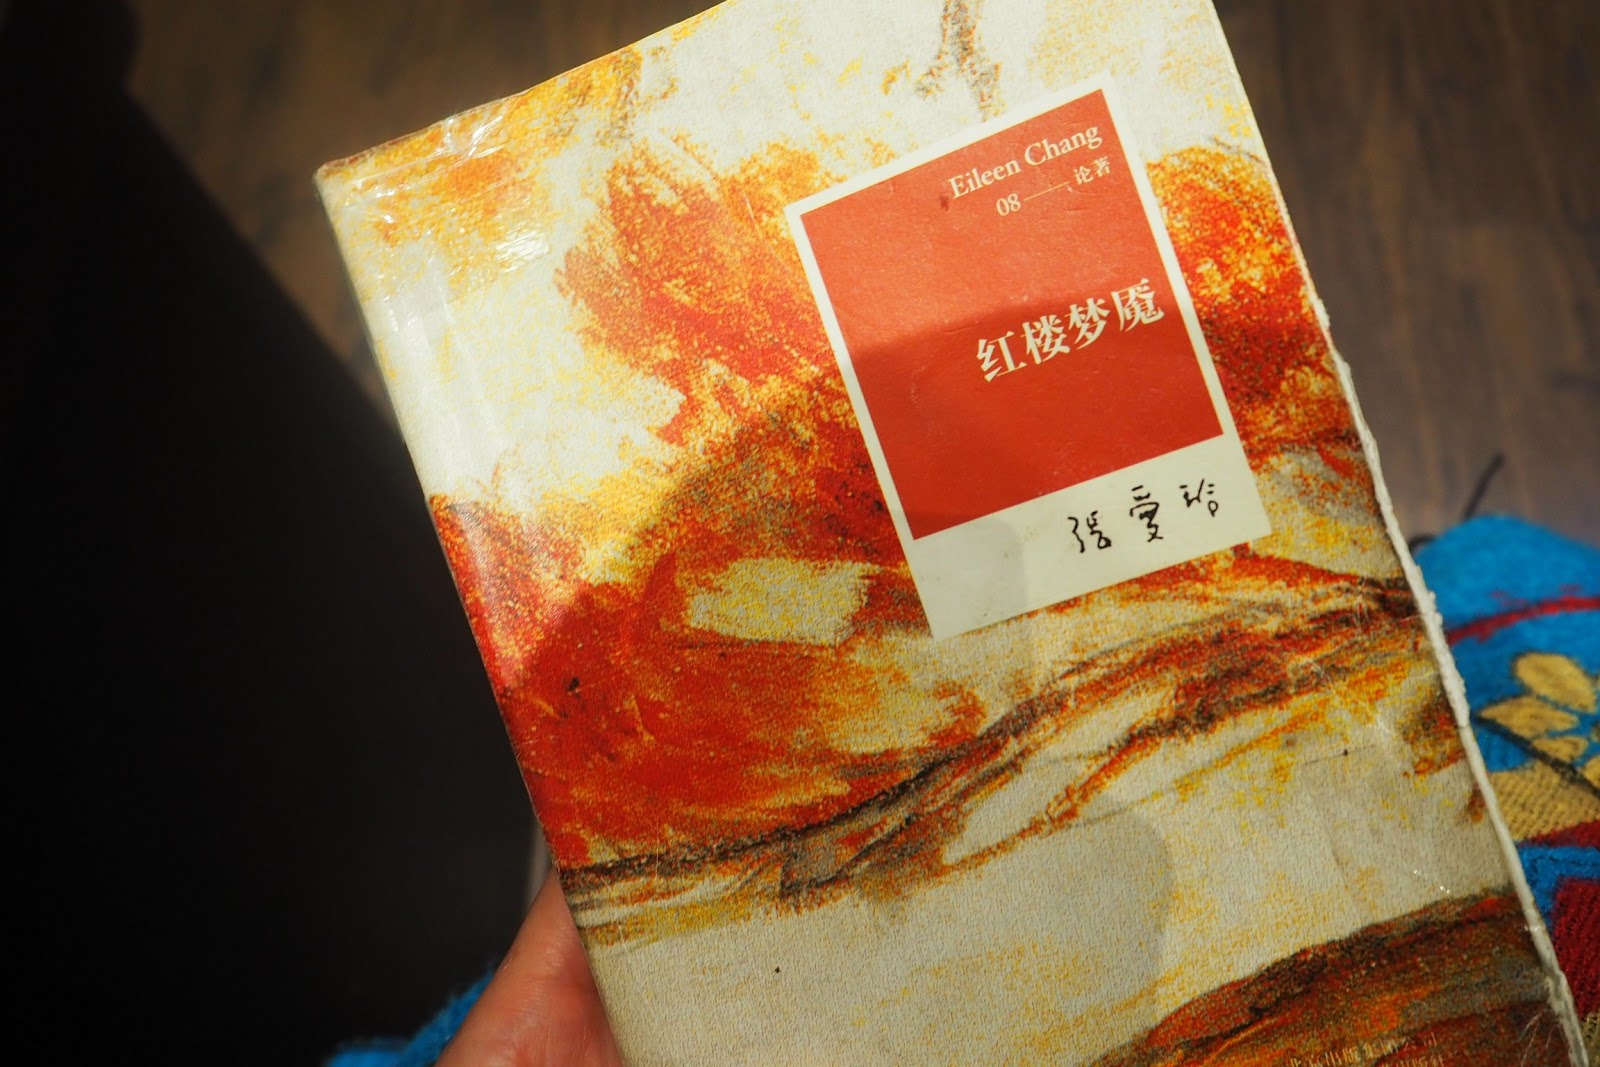 Eileen Chang
08——论著
红楼梦魇
張愛玲